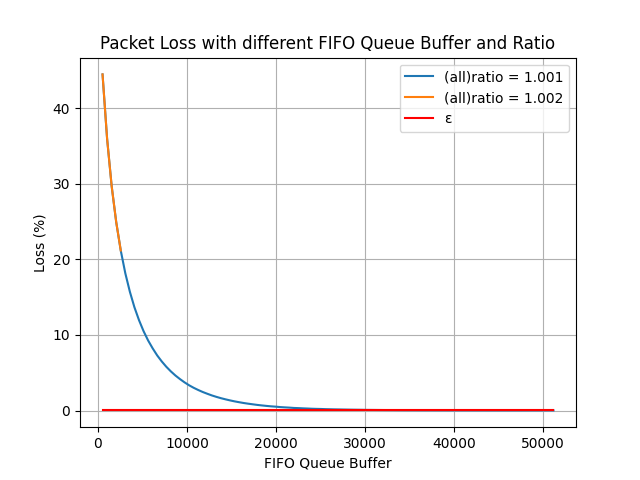 Packet Loss with different FIFO Queue Buffer and Ratio
(all)ratio = 1.001
(all)ratio = 1.002
ε
Loss (%)
40
30
20
10
0
0 10000 20000 30000 40000 50000
FIFO Queue Buffer